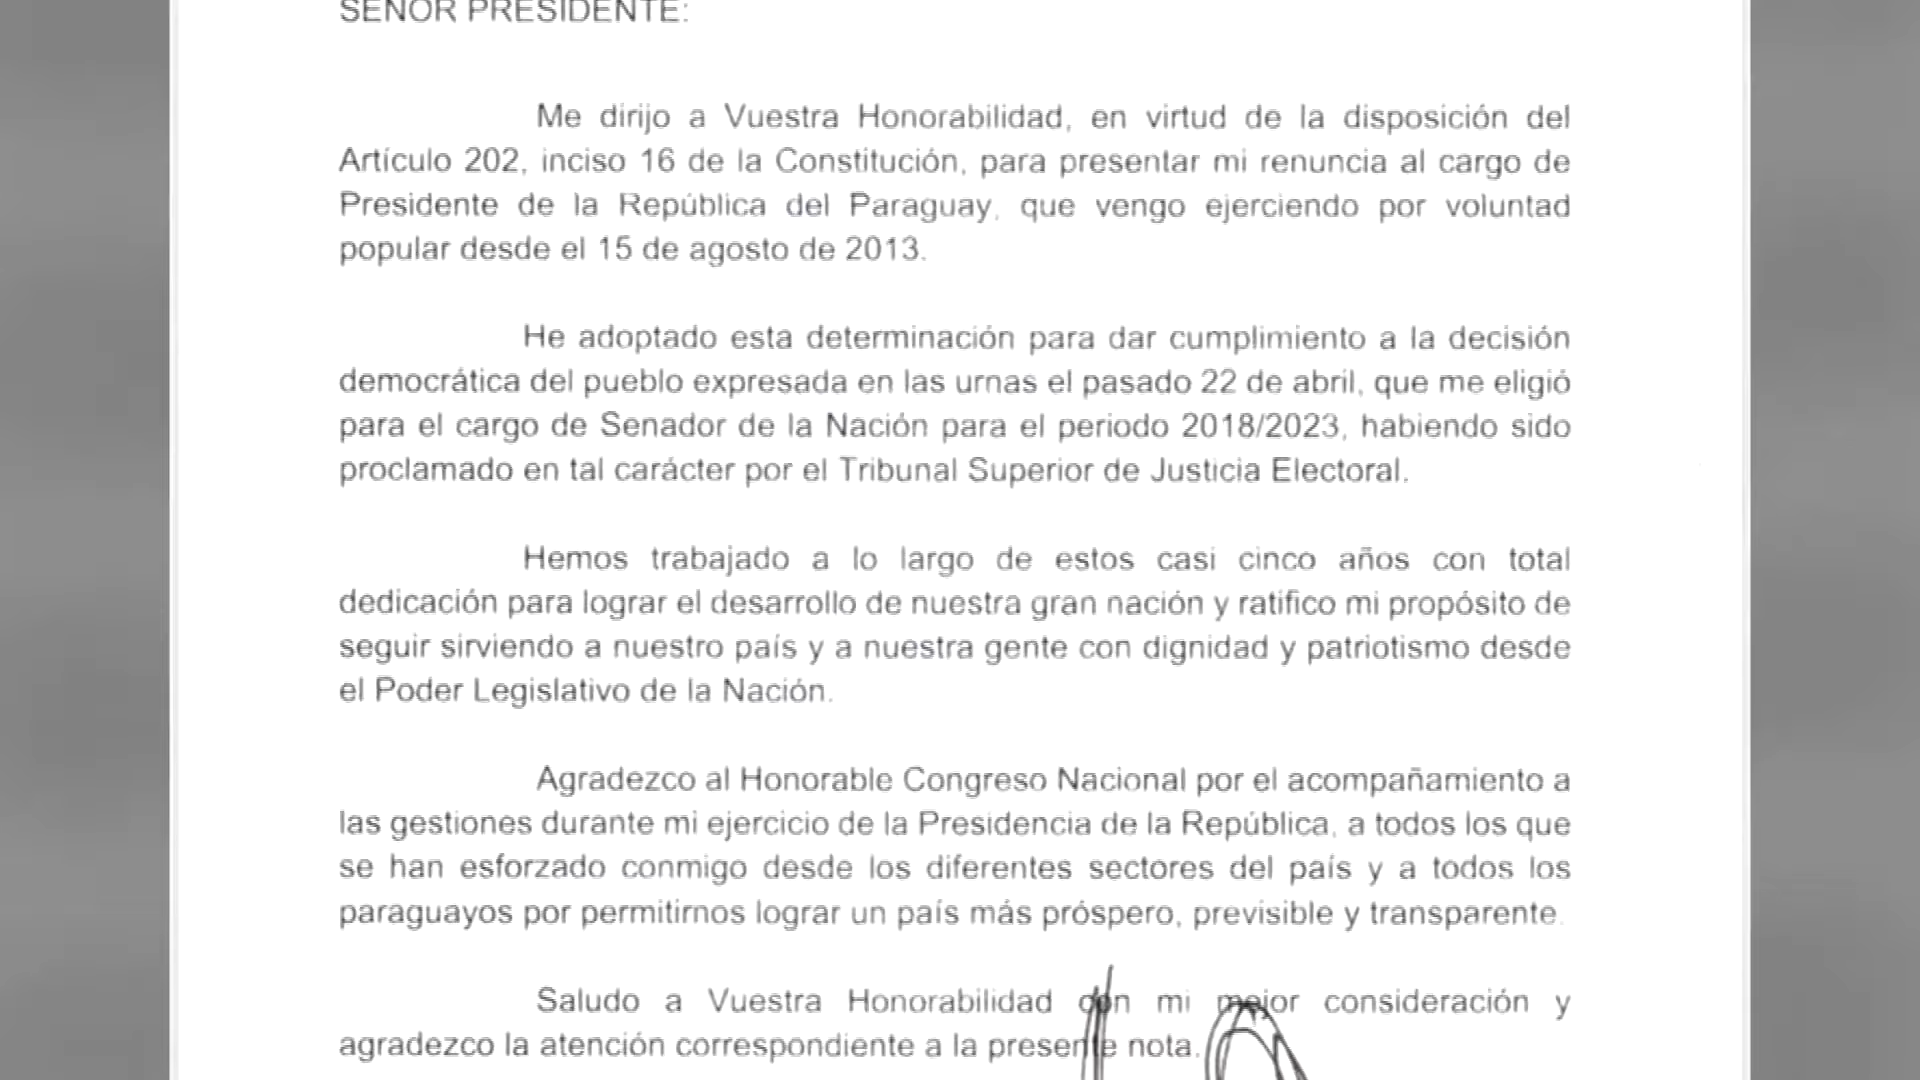 SEÑOR PRESIDENTE:
Me dirijo a Vuestra Honorabilidad, en virtud de la disposición del
Artículo 202, inciso 16 de la Constitución, para presentar mi renuncia al cargo de
Presidente de la República del Paraguay, que vengo ejerciendo por voluntad
popular desde el 15 de agosto de 2013.
He adoptado esta determinación para dar cumplimiento a la decisión
democrática del pueblo expresada en las urnas el pasado 22 de abril, que me eligió
para el cargo de Senador de la Nación para el periodo 2018/2023, habiendo sido
proclamado en tal carácter por el Tribunal Superior de Justicia Electoral.
Hemos trabajado a lo largo de estos casi cinco años con total
dedicación para lograr el desarrollo de nuestra gran nación y ratifico mi propósito de
seguir sirviendo a nuestro país y a nuestra gente con dignidad y patriotismo desde
el Poder Legislativo de la Nación.
Agradezco al Honorable Congreso Nacional por el acompañamiento a
las gestiones durante mi ejercicio de la Presidencia de la República, a todos los que
se han esforzado conmigo desde los diferentes sectores del país y a todos los
paraguayos por permitirnos lograr un país más próspero, previsible y transparente.
Saludo a Vuestra Honorabilidad con mi mejor consideración y
agradezco la atención correspondiente a la presente nota.